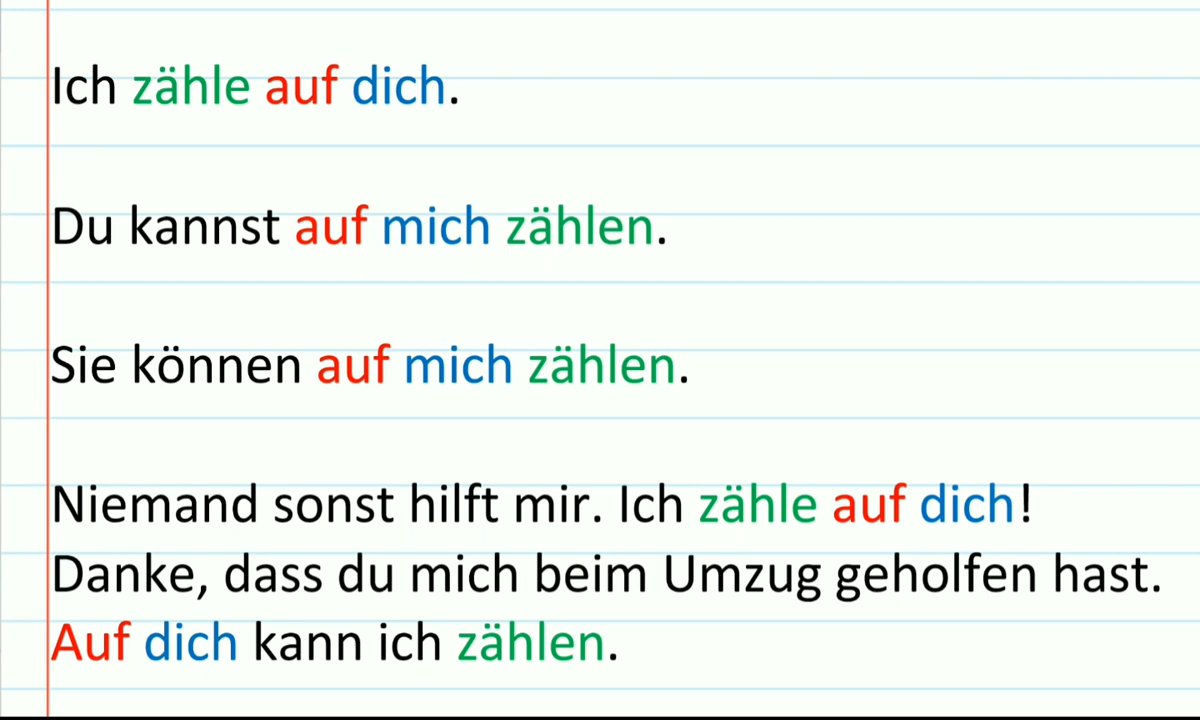 Ich zähle auf dich.
Du kannst auf mich zählen.
Sie können auf mich zählen.
Niemand sonst hilft mir. Ich zähle auf dich!
Danke, dass du mich beim Umzug geholfen hast.
Auf dich kann ich zählen.